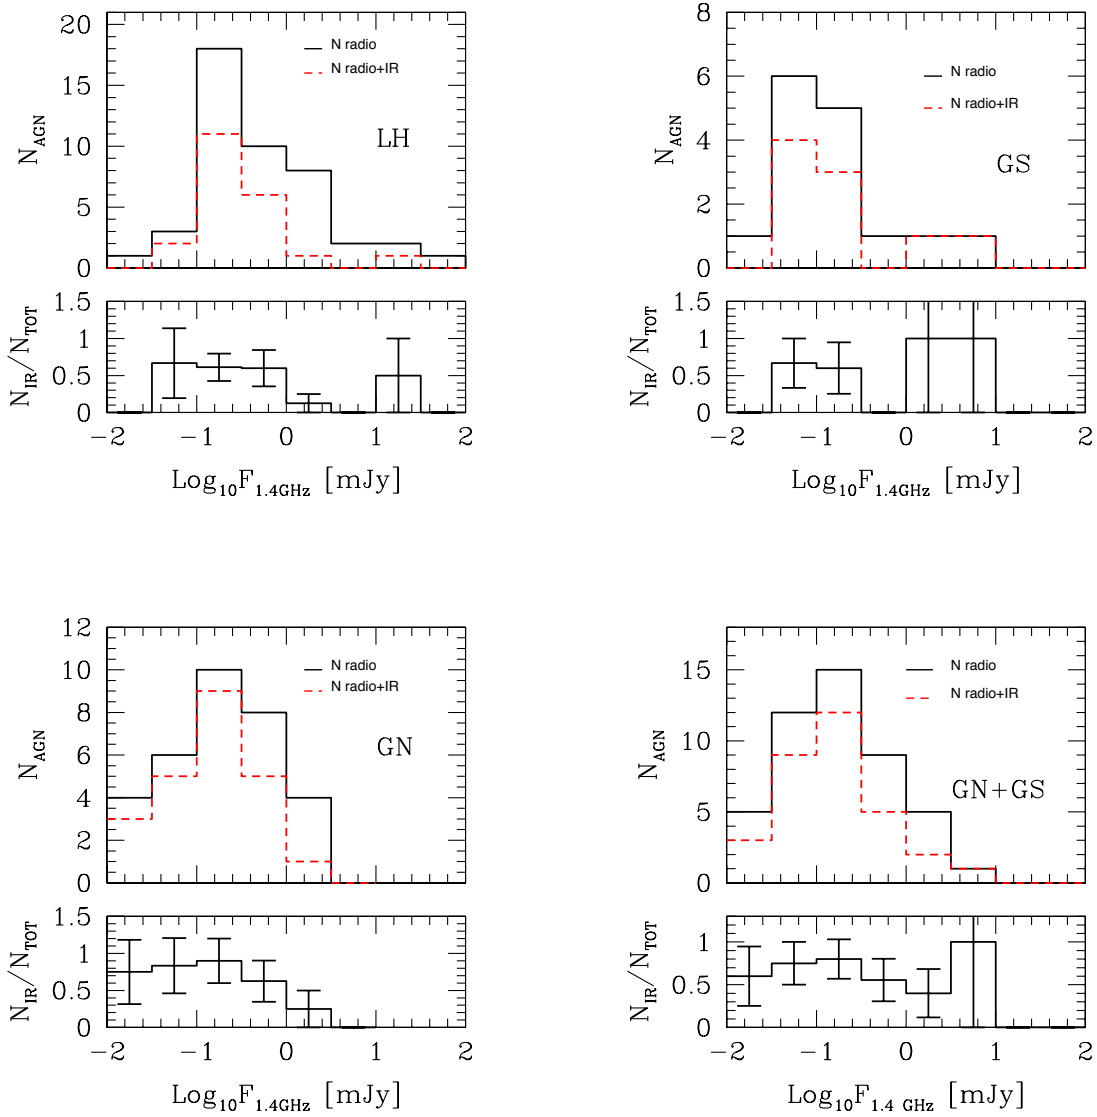 20
15
10
5
0
N_AGN
N radio
N radio+IR
LH
1.5
1
0.5
0
N_IR/N_TOT
−2 −1 0 1 2
Log_10F_1.4GHz [mJy]
8
6
4
2
0
N_AGN
N radio
N radio+IR
GS
1.5
1
0.5
0
N_IR/N_TOT
−2 −1 0 1 2
Log_10F_1.4GHz [mJy]
12
10
8
6
4
2
0
N_AGN
N radio
N radio+IR
GN
1.5
1
0.5
0
N_IR/N_TOT
−2 −1 0 1 2
Log_10F_1.4GHz [mJy]
15
10
5
0
N_AGN
N radio
N radio+IR
GN+GS
1
0.5
0
N_IR/N_TOT
−2 −1 0 1 2
Log_10F_1.4 GHz [mJy]